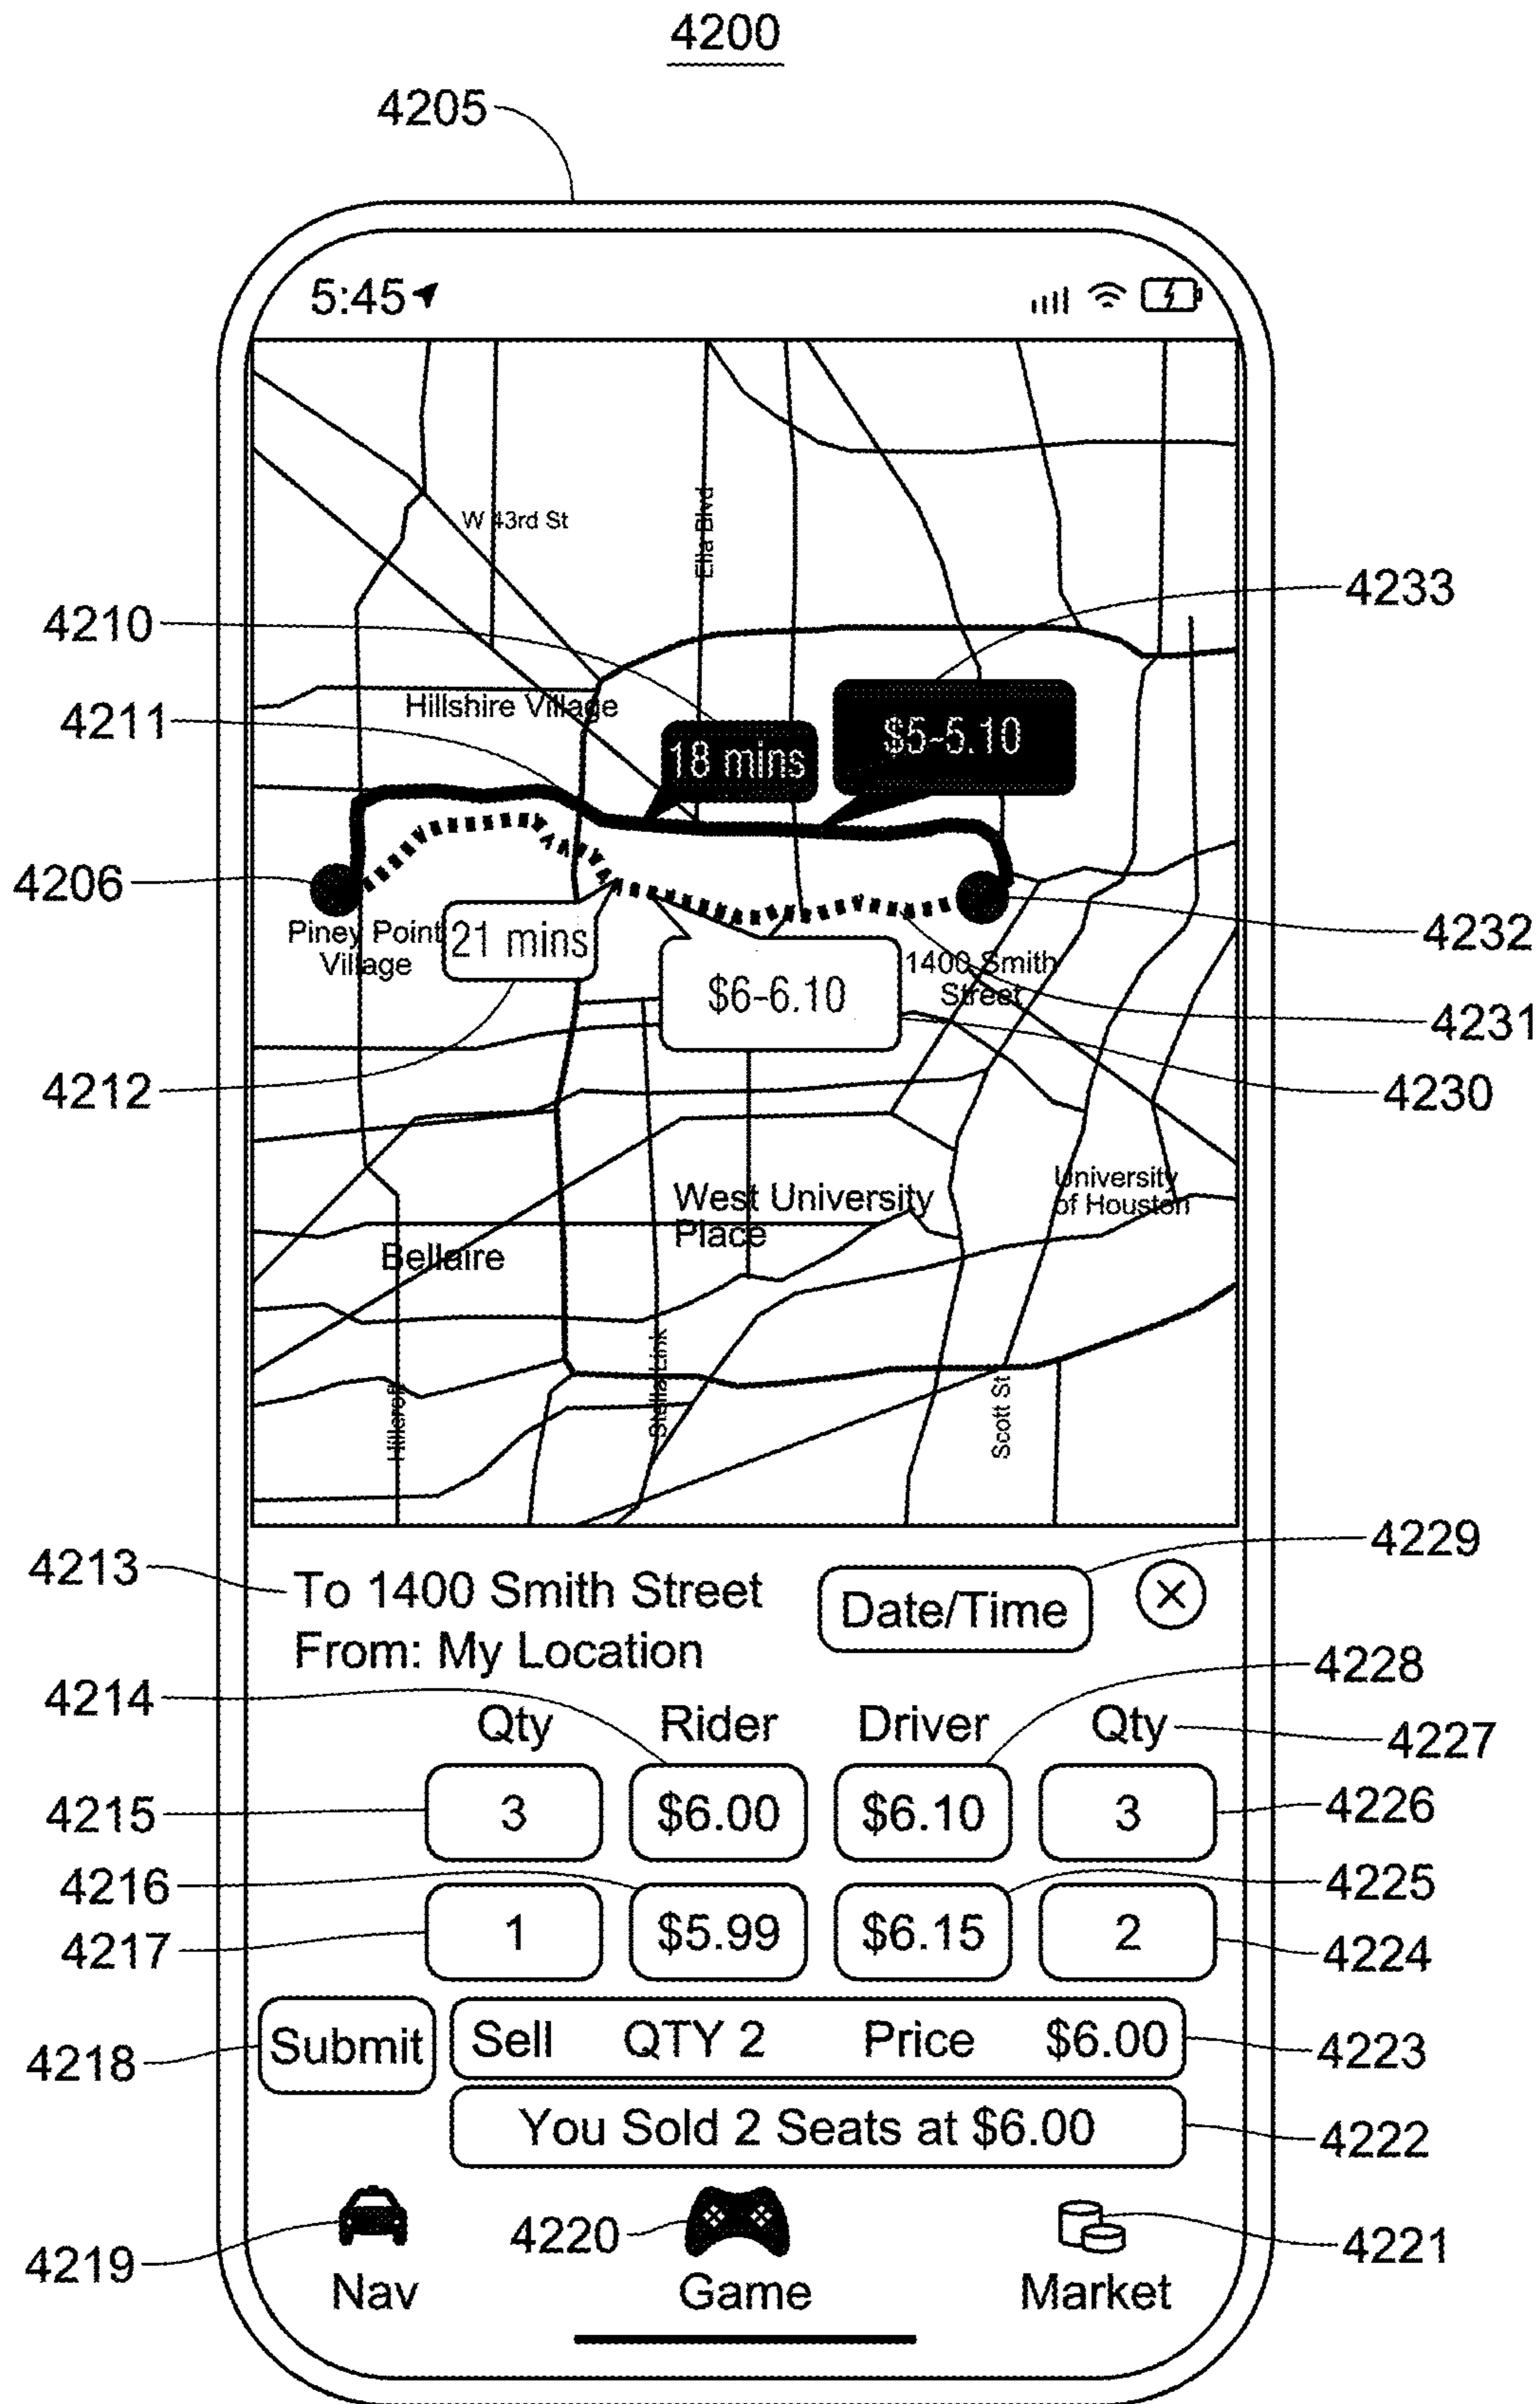 4200
4205
5:45
W 43rd St
Ella Blvd
4233
4210
Hillshire Village
4211
18 mins
$5-5.10
4206
Piney Point
Village
21 mins
4232
$6-6.10
1400 Smith
Street
4231
4212
4230
West University
Place
University
of Houston
Bellaire
Hillcroft
Stella Link
Scott St
4229
4213
To 1400 Smith Street
Date/Time
From: My Location
4228
4214
Qty Rider Driver Qty
4227
4215
3 $6.00 $6.10 3
4226
4216
4225
4217
1 $5.99 $6.15 2
4224
4218
Submit
Sell QTY 2 Price $6.00
4223
You Sold 2 Seats at $6.00
4222
4219
4220
4221
Nav Game Market